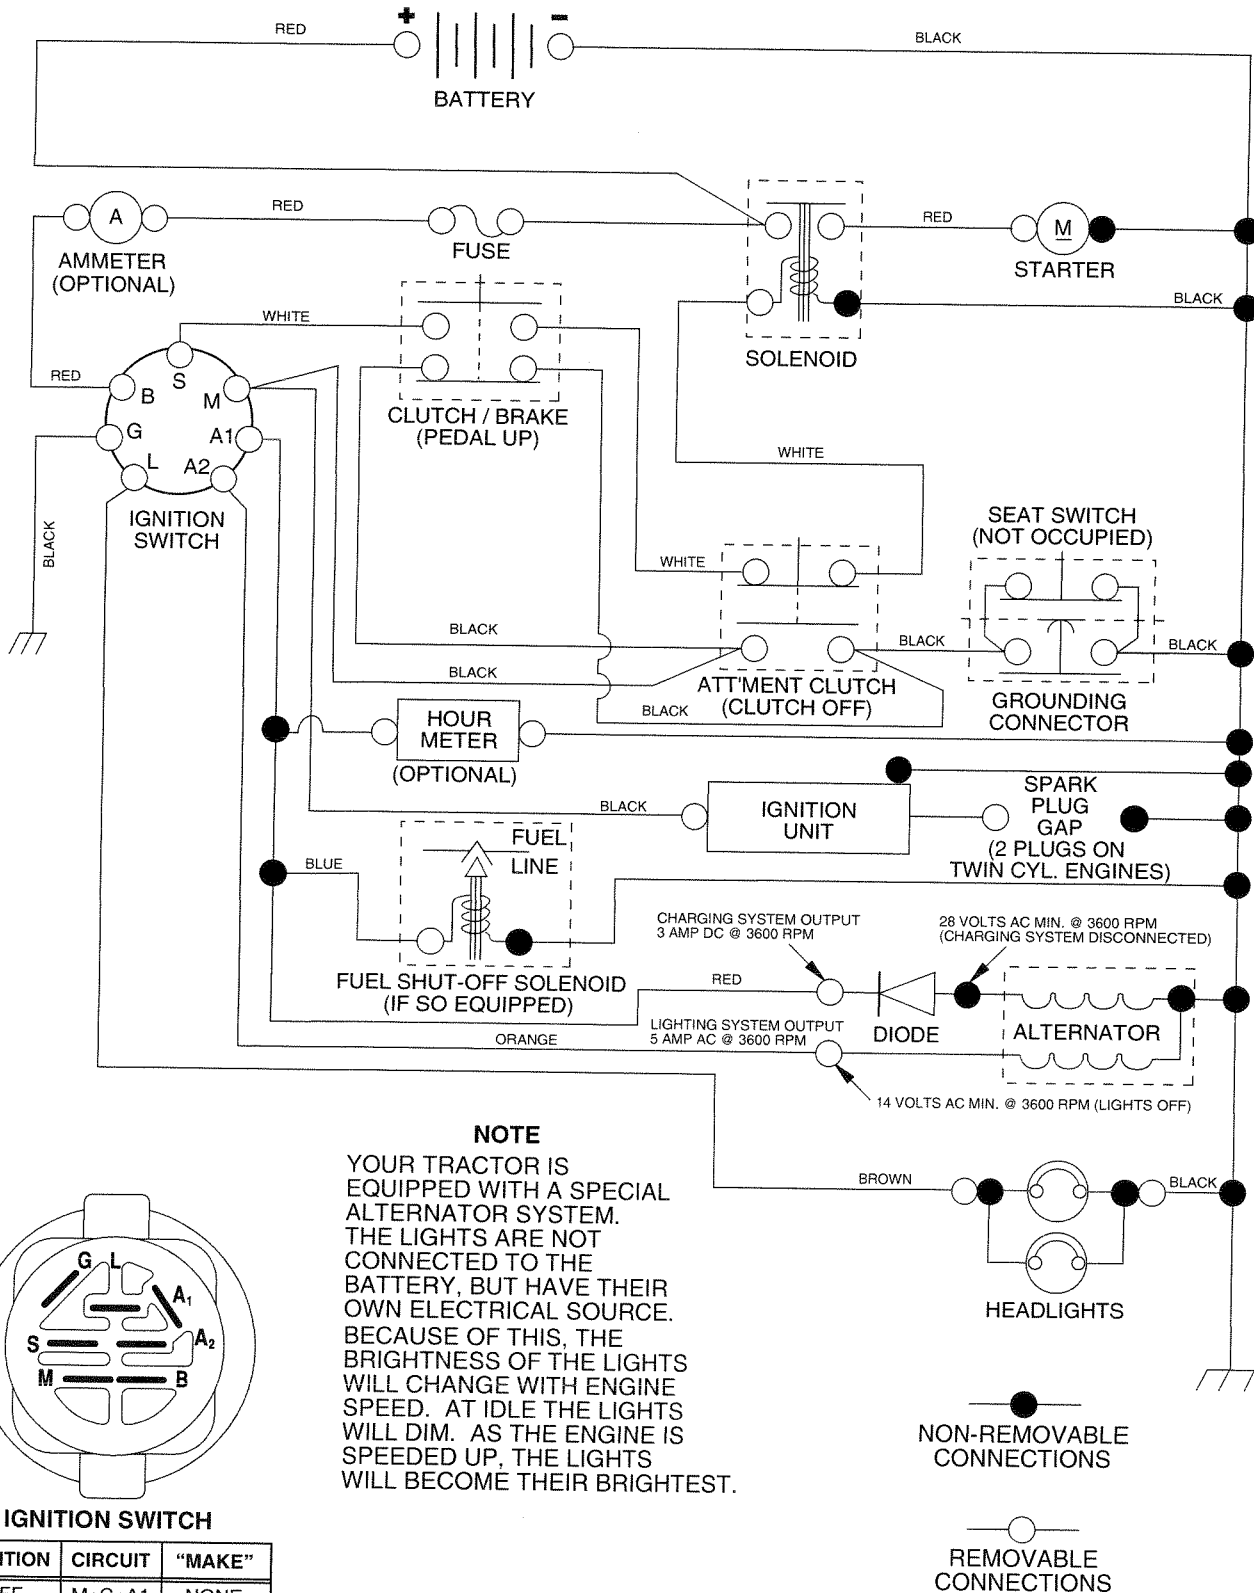 RED
+
-
BLACK
BATTERY
A
RED
FUSE
AMMETER
(OPTIONAL)
RED
M
STARTER
BLACK
SOLENOID
WHITE
RED
S
B
M
G
A1
L
A2
IGNITION
SWITCH
BLACK
CLUTCH / BRAKE
(PEDAL UP)
WHITE
SEAT SWITCH
(NOT OCCUPIED)
WHITE
BLACK
BLACK
BLACK
BLACK
ATT'MENT CLUTCH
(CLUTCH OFF)
BLACK
GROUNDING
CONNECTOR
HOUR
METER
(OPTIONAL)
BLACK
IGNITION
UNIT
SPARK
PLUG
GAP
(2 PLUGS ON
TWIN CYL. ENGINES)
FUEL
LINE
BLUE
FUEL SHUT-OFF SOLENOID
(IF SO EQUIPPED)
CHARGING SYSTEM OUTPUT
3 AMP DC @ 3600 RPM
28 VOLTS AC MIN. @ 3600 RPM
(CHARGING SYSTEM DISCONNECTED)
RED
DIODE
ALTERNATOR
ORANGE
LIGHTING SYSTEM OUTPUT
5 AMP AC @ 3600 RPM
14 VOLTS AC MIN. @ 3600 RPM (LIGHTS OFF)
NOTE
YOUR TRACTOR IS
EQUIPPED WITH A SPECIAL
ALTERNATOR SYSTEM.
THE LIGHTS ARE NOT
CONNECTED TO THE
BATTERY, BUT HAVE THEIR
OWN ELECTRICAL SOURCE.
BECAUSE OF THIS, THE
BRIGHTNESS OF THE LIGHTS
WILL CHANGE WITH ENGINE
SPEED. AT IDLE THE LIGHTS
WILL DIM. AS THE ENGINE IS
SPEEDED UP, THE LIGHTS
WILL BECOME THEIR BRIGHTEST.
BROWN
BLACK
HEADLIGHTS
G L
A1
S
A2
M
B
IGNITION SWITCH
ITION CIRCUIT "MAKE"
NON-REMOVABLE
CONNECTIONS
REMOVABLE
CONNECTIONS